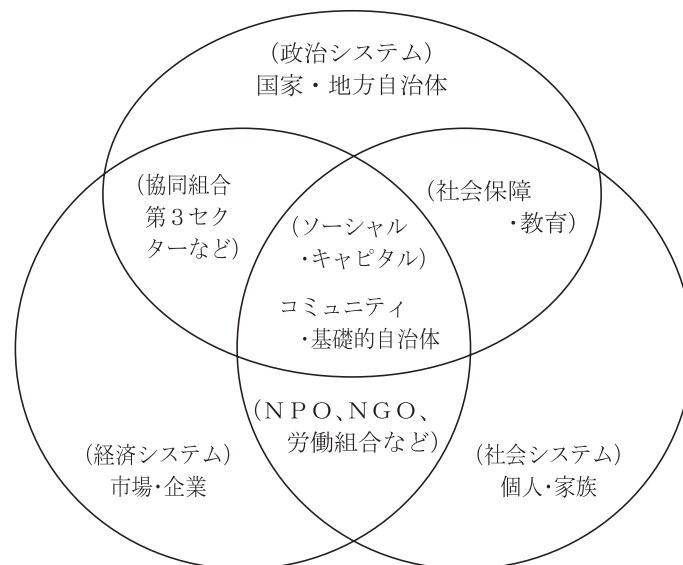 (政治システム)
国家・地方自治体
(協同組合
第3セク
ターなど)
(社会保障
・教育)
(ソーシャル
・キャピタル)
コミュニティ
・基礎的自治体
(NPO、NGO、
労働組合など)
(経済システム)
市場・企業
(社会システム)
個人・家族